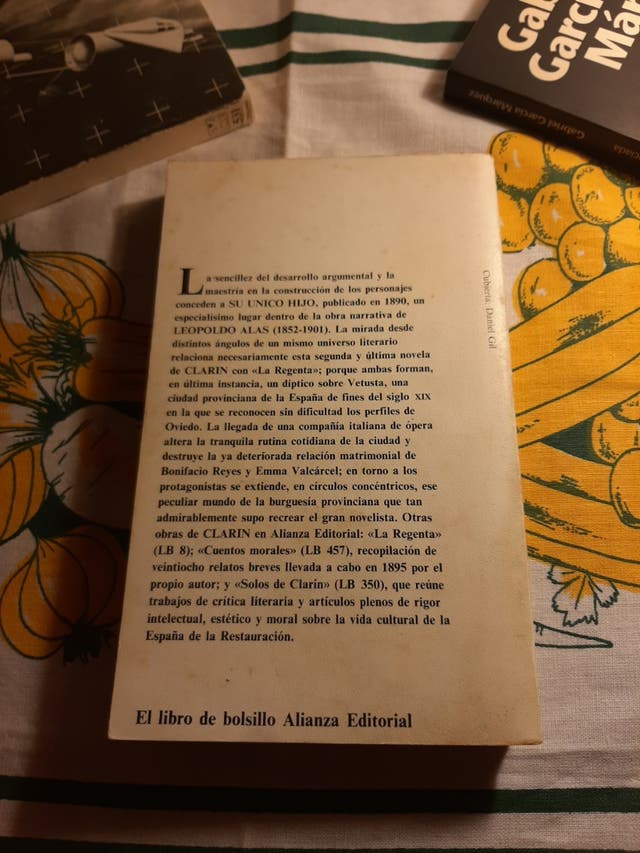 Gab
García
Már
Gabriel García Márquez
La sencillez del desarrollo argumental y la
maestría en la construcción de los personajes
conceden a SU UNICO HIJO, publicado en 1890, un
especialísimo lugar dentro de la obra narrativa de
LEOPOLDO ALAS (1852-1901). La mirada desde
distintos ángulos de un mismo universo literario
relaciona necesariamente esta segunda y última novela
de CLARIN con «La Regenta»; porque ambas forman,
en última instancia, un díptico sobre Vetusta, una
ciudad provinciana de la España de fines del siglo XIX
en la que se reconocen sin dificultad los perfiles de
Oviedo. La llegada de una compañía italiana de ópera
altera la tranquila rutina cotidiana de la ciudad y
destruye la ya deteriorada relación matrimonial de
Bonifacio Reyes y Emma Valcárcel; en torno a los
protagonistas se extiende, en círculos concéntricos, ese
peculiar mundo de la burguesía provinciana que tan
admirablemente supo recrear el gran novelista. Otras
obras de CLARIN en Alianza Editorial: «La Regenta»
(LB 8); «Cuentos morales» (LB 457), recopilación de
veintiocho relatos breves llevada a cabo en 1895 por el
propio autor; y «Solos de Clarín» (LB 350), que reúne
trabajos de crítica literaria y artículos plenos de rigor
intelectual, estético y moral sobre la vida cultural de la
España de la Restauración.
Cubierta: Daniel Gil
El libro de bolsillo Alianza Editorial